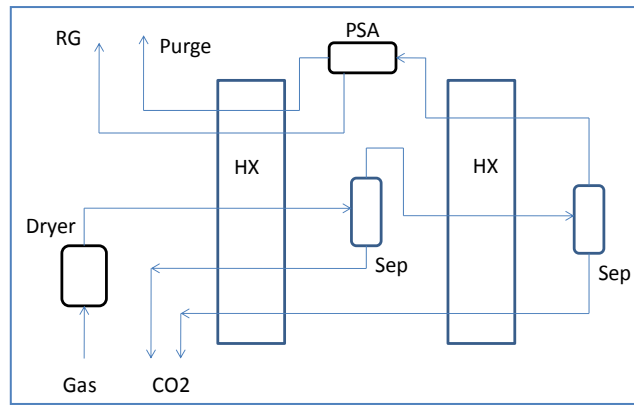 PSA
RG
Purge
HX
HX
Dryer
Sep
Sep
Gas
CO2